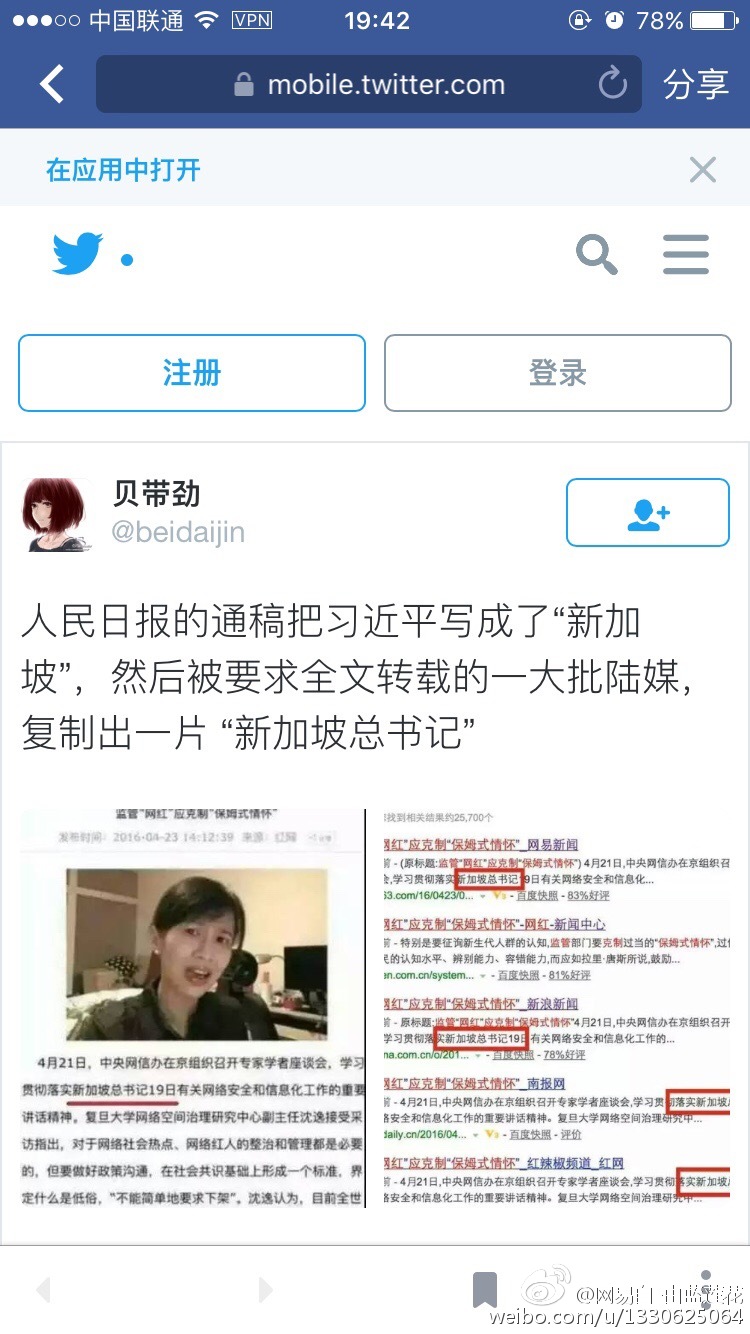 中国联通 VPN 19:42 78%
mobile.twitter.com 分享
在应用中打开
注册 登录
贝带劲
@beidaijin
人民日报的通稿把习近平写成了“新加
坡”，然后被要求全文转载的一大批陆媒，
复制出一片 “新加坡总书记”
监管“网红”应克制“保姆式情怀”
发布时间：2016-04-23 14:12:39 来源：红网
4月21日，中央网信办在京组织召开专家学者座谈会，学习
贯彻落实新加坡总书记19日有关网络安全和信息化工作的重要
讲话精神。复旦大学网络空间治理研究中心副主任沈逸接受采
访指出，对于网络社会热点、网络红人的整治和管理都是必要
的，但要做好政策沟通，在社会共识基础上形成一个标准，界
定什么是低俗，“不能简单地要求下架”。沈逸认为，目前全世
找到相关结果约25,700个
网红”应克制“保姆式情怀”_网易新闻
前 - (原标题:监管“网红”应克制“保姆式情怀”) 4月21日,中央网信办在京组织召
会,学习贯彻落实新加坡总书记19日有关网络安全和信息化...
63.com/16/0423/0... - 百度快照 - 83%好评
网红”应克制“保姆式情怀”-网红-新闻中心
前 - 特别是要征询新生代人群的认知,监管部门要克制过当的“保姆式情怀”,过
民的认知水平、辨别能力、容错能力,而应如拉里·唐斯所说,鼓励...
en.com.cn/system... - 百度快照 - 81%好评
网红”应克制“保姆式情怀”_新浪新闻
前 - 原标题:监管“网红”应克制“保姆式情怀”4月21日,中央网信办在京组织召开
学习贯彻落实新加坡总书记19日有关网络安全和信息化工作的...
na.com.cn/o/201... - 百度快照 - 78%好评
网红”应克制“保姆式情怀”_南报网
前 - 4月21日,中央网信办在京组织召开专家学者座谈会,学习贯彻落实新加坡
络安全和信息化工作的重要讲话精神。复旦大学网络空间治理研究中...
daily.cn/2016/04... - 百度快照 - 评价
网红”应克制“保姆式情怀”_红辣椒频道_红网
前 - 4月21日,中央网信办在京组织召开专家学者座谈会,学习贯彻落实新加坡
络安全和信息化工作的重要讲话精神。复旦大学网络空间治理研究中...
@网易自由蓝莲花
weibo.com/u/1330625064